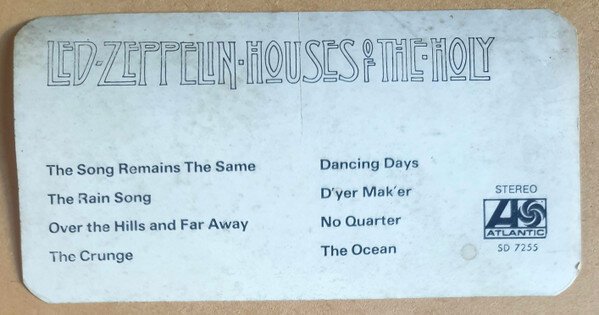 LED·ZEPPELIN·HOUSES OF THE·HOLY
The Song Remains The Same
The Rain Song
Over the Hills and Far Away
The Crunge
Dancing Days
D'yer Mak'er
No Quarter
The Ocean
STEREO
ATLANTIC
SD 7255